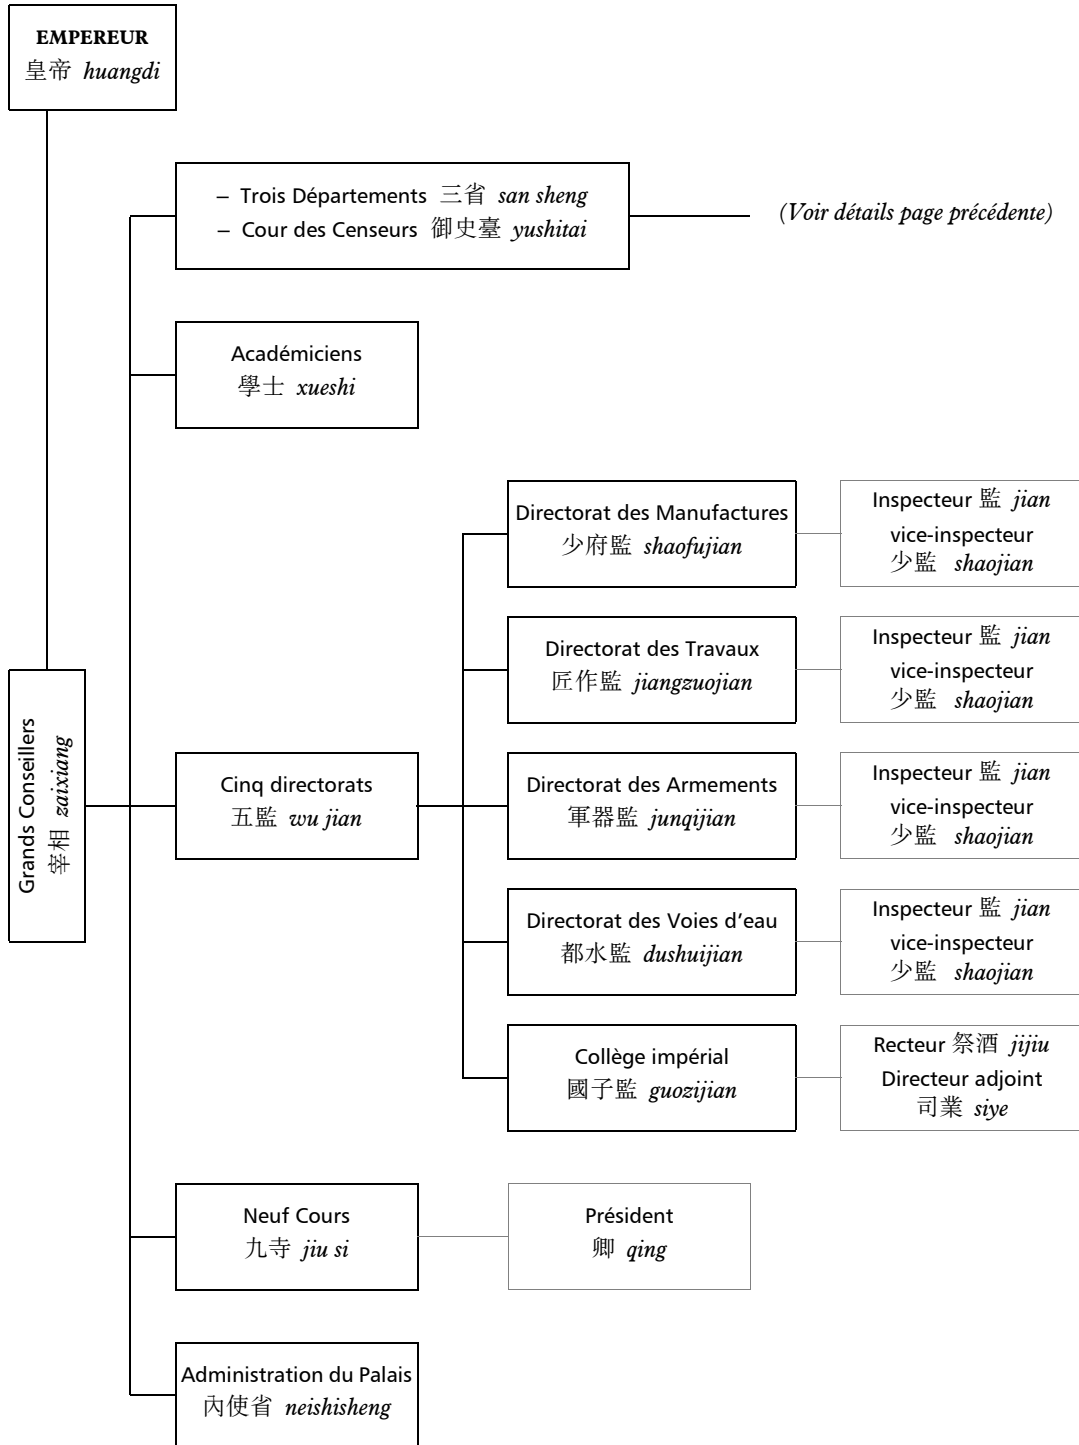 EMPEREUR
皇帝 huangdi
– Trois Départements 三省 san sheng
– Cour des Censeurs 御史臺 yushitai
(Voir détails page précédente)
Académiciens
學士 xueshi
Directorat des Manufactures
少府監 shaofujian
Inspecteur 監 jian
vice-inspecteur
少監 shaojian
Directorat des Travaux
匠作監 jiangzuojian
Inspecteur 監 jian
vice-inspecteur
少監 shaojian
Grands Conseillers
宰相 zaixiang
Cinq directorats
五監 wu jian
Directorat des Armements
軍器監 junqijian
Inspecteur 監 jian
vice-inspecteur
少監 shaojian
Directorat des Voies d'eau
都水監 dushuijian
Inspecteur 監 jian
vice-inspecteur
少監 shaojian
Collège impérial
國子監 guozijian
Recteur 祭酒 jijiu
Directeur adjoint
司業 siye
Neuf Cours
九寺 jiu si
Président
卿 qing
Administration du Palais
內使省 neishisheng